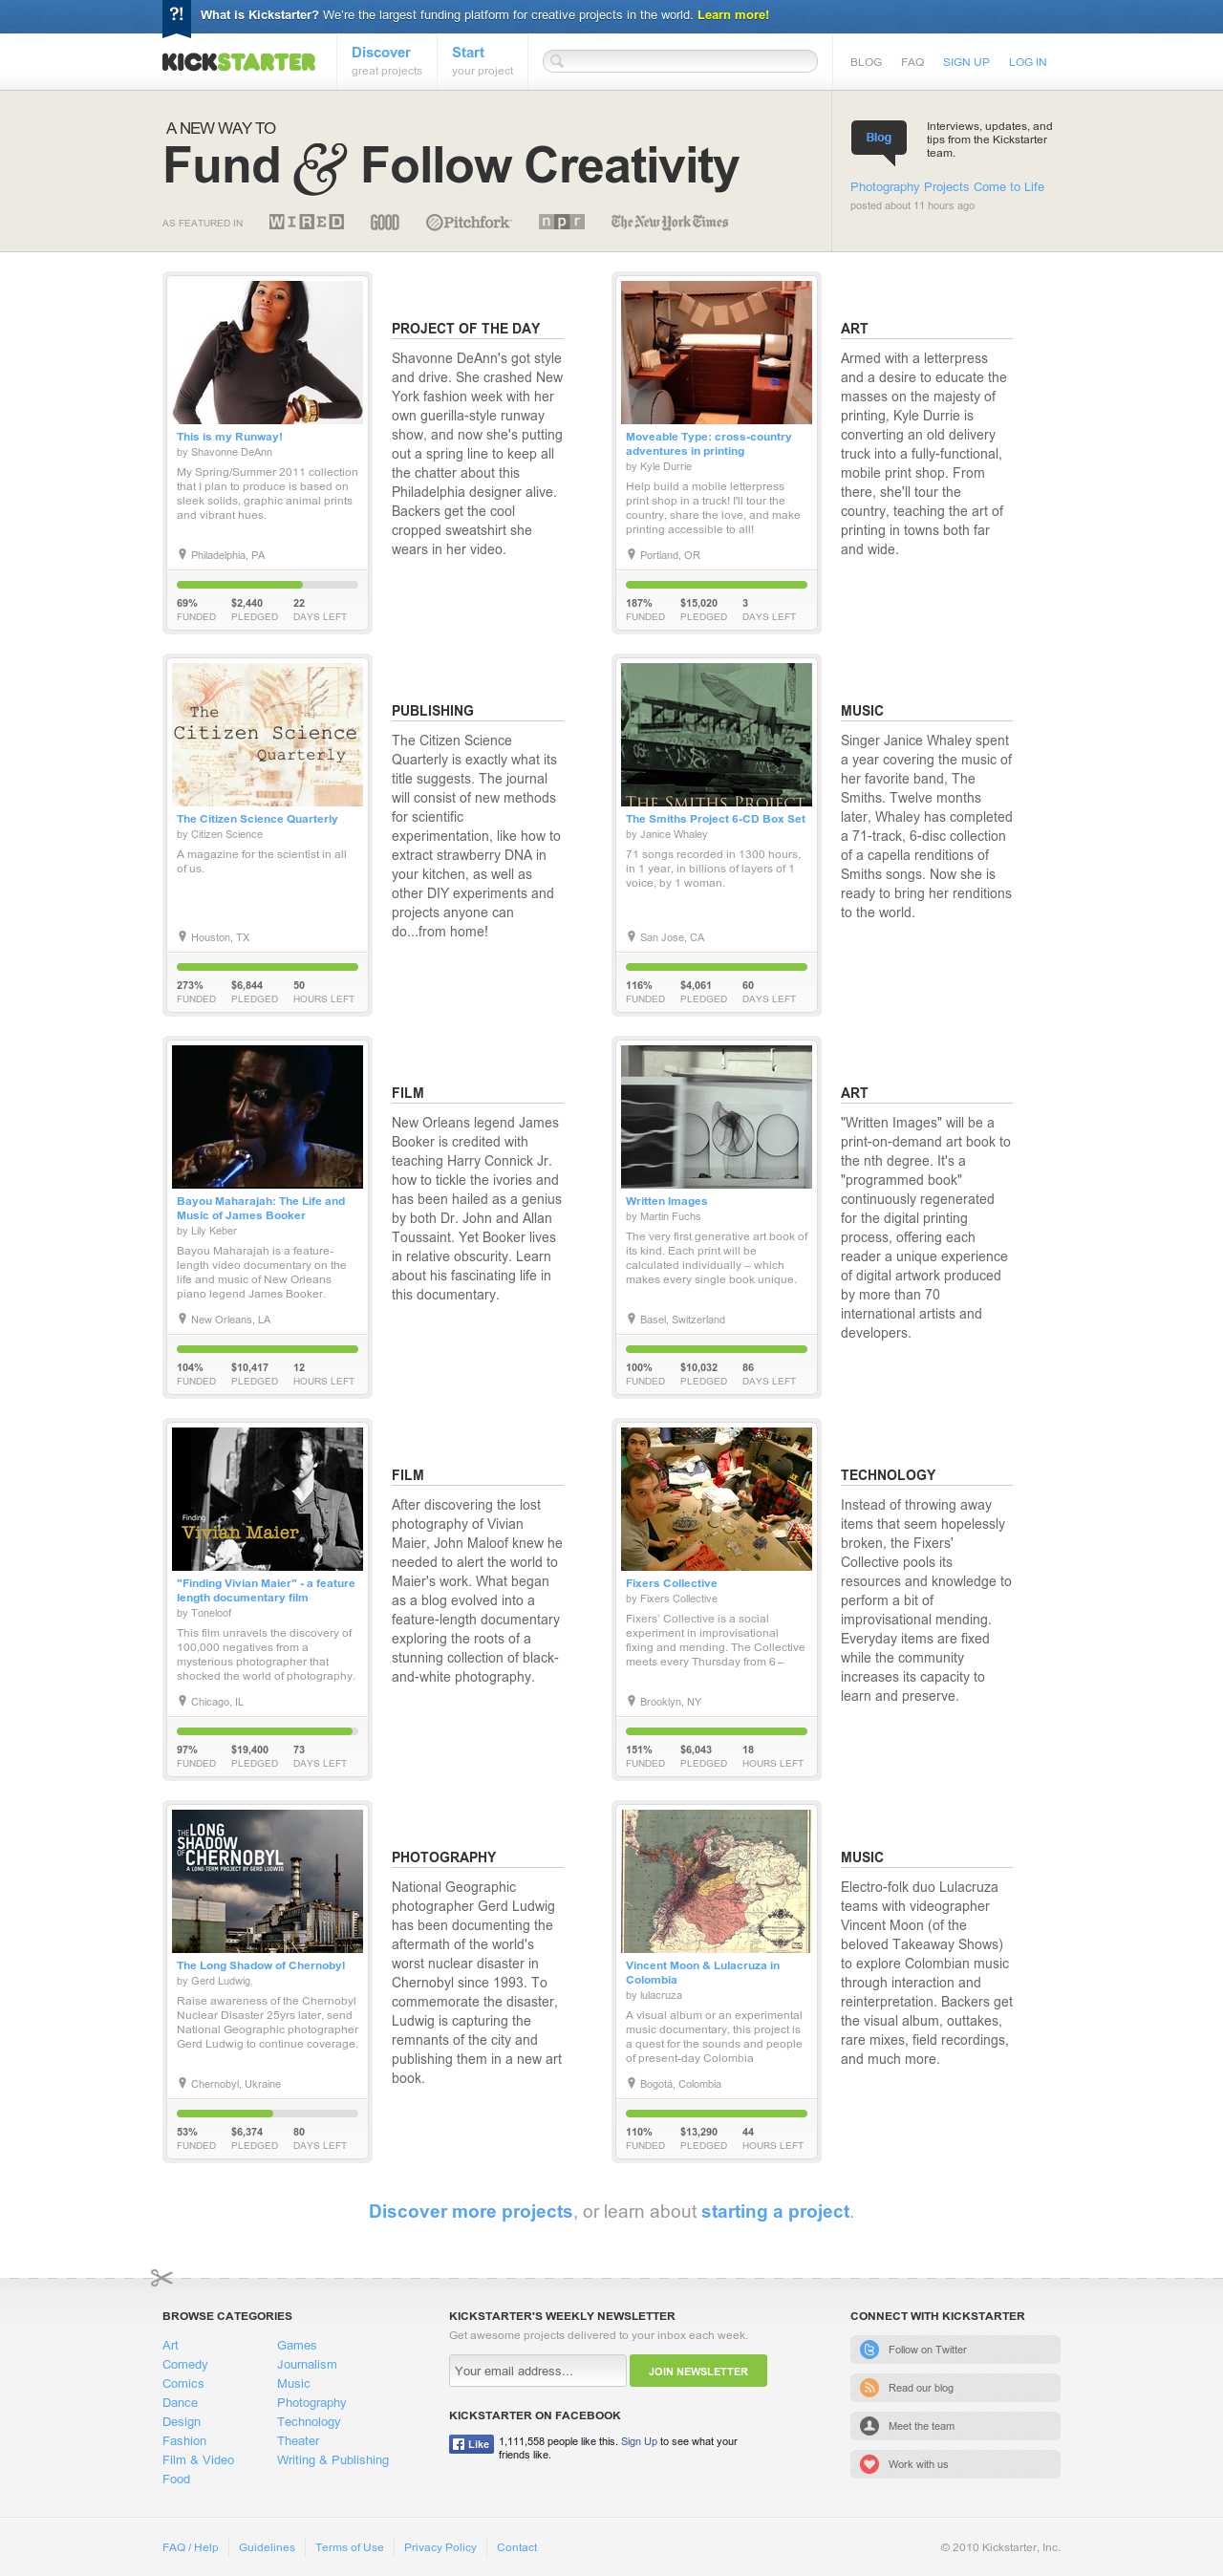 ?! What is Kickstarter? We're the largest funding platform for creative projects in the world. Learn more!
KICKSTARTER
Discover
great projects
Start
your project
BLOG FAQ SIGN UP LOG IN
A NEW WAY TO
Fund & Follow Creativity
AS FEATURED IN WIRED GOOD Pitchfork npr The New York Times
Blog
Interviews, updates, and
tips from the Kickstarter
team.
Photography Projects Come to Life
posted about 11 hours ago
This is my Runway!
by Shavonne DeAnn
My Spring/Summer 2011 collection
that I plan to produce is based on
sleek solids, graphic animal prints
and vibrant hues.
Philadelphia, PA
69% $2,440 22
FUNDED PLEDGED DAYS LEFT
PROJECT OF THE DAY
Shavonne DeAnn's got style
and drive. She crashed New
York fashion week with her
own guerilla-style runway
show, and now she's putting
out a spring line to keep all
the chatter about this
Philadelphia designer alive.
Backers get the cool
cropped sweatshirt she
wears in her video.
Moveable Type: cross-country
adventures in printing
by Kyle Durrie
Help build a mobile letterpress
print shop in a truck! I'll tour the
country, share the love, and make
printing accessible to all!
Portland, OR
187% $15,020 3
FUNDED PLEDGED DAYS LEFT
ART
Armed with a letterpress
and a desire to educate the
masses on the majesty of
printing, Kyle Durrie is
converting an old delivery
truck into a fully-functional,
mobile print shop. From
there, she'll tour the
country, teaching the art of
printing in towns both far
and wide.
The
Citizen Science
Quarterly
The Citizen Science Quarterly
by Citizen Science
A magazine for the scientist in all
of us.
Houston, TX
273% $6,844 50
FUNDED PLEDGED HOURS LEFT
PUBLISHING
The Citizen Science
Quarterly is exactly what its
title suggests. The journal
will consist of new methods
for scientific
experimentation, like how to
extract strawberry DNA in
your kitchen, as well as
other DIY experiments and
projects anyone can
do...from home!
THE SMITHS PROJECT
The Smiths Project 6-CD Box Set
by Janice Whaley
71 songs recorded in 1300 hours,
in 1 year, in billions of layers of 1
voice, by 1 woman.
San Jose, CA
116% $4,061 60
FUNDED PLEDGED DAYS LEFT
MUSIC
Singer Janice Whaley spent
a year covering the music of
her favorite band, The
Smiths. Twelve months
later, Whaley has completed
a 71-track, 6-disc collection
of a capella renditions of
Smiths songs. Now she is
ready to bring her renditions
to the world.
Bayou Maharajah: The Life and
Music of James Booker
by Lily Keber
Bayou Maharajah is a feature-
length video documentary on the
life and music of New Orleans
piano legend James Booker.
New Orleans, LA
104% $10,417 12
FUNDED PLEDGED HOURS LEFT
FILM
New Orleans legend James
Booker is credited with
teaching Harry Connick Jr.
how to tickle the ivories and
has been hailed as a genius
by both Dr. John and Allan
Toussaint. Yet Booker lives
in relative obscurity. Learn
about his fascinating life in
this documentary.
Written Images
by Martin Fuchs
The very first generative art book of
its kind. Each print will be
calculated individually – which
makes every single book unique.
Basel, Switzerland
100% $10,032 86
FUNDED PLEDGED DAYS LEFT
ART
"Written Images" will be a
print-on-demand art book to
the nth degree. It's a
"programmed book"
continuously regenerated
for the digital printing
process, offering each
reader a unique experience
of digital artwork produced
by more than 70
international artists and
developers.
Finding
Vivian Maier
"Finding Vivian Maier" - a feature
length documentary film
by Toneloof
This film unravels the discovery of
100,000 negatives from a
mysterious photographer that
shocked the world of photography.
Chicago, IL
97% $19,400 73
FUNDED PLEDGED DAYS LEFT
FILM
After discovering the lost
photography of Vivian
Maier, John Maloof knew he
needed to alert the world to
Maier's work. What began
as a blog evolved into a
feature-length documentary
exploring the roots of a
stunning collection of black-
and-white photography.
Fixers Collective
by Fixers Collective
Fixers' Collective is a social
experiment in improvisational
fixing and mending. The Collective
meets every Thursday from 6 –
Brooklyn, NY
151% $6,043 18
FUNDED PLEDGED HOURS LEFT
TECHNOLOGY
Instead of throwing away
items that seem hopelessly
broken, the Fixers'
Collective pools its
resources and knowledge to
perform a bit of
improvisational mending.
Everyday items are fixed
while the community
increases its capacity to
learn and preserve.
THE LONG
SHADOW
OF CHERNOBYL
A LONG-TERM PROJECT BY GERD LUDWIG
The Long Shadow of Chernobyl
by Gerd Ludwig
Raise awareness of the Chernobyl
Nuclear Disaster 25yrs later, send
National Geographic photographer
Gerd Ludwig to continue coverage.
Chernobyl, Ukraine
53% $6,374 80
FUNDED PLEDGED DAYS LEFT
PHOTOGRAPHY
National Geographic
photographer Gerd Ludwig
has been documenting the
aftermath of the world's
worst nuclear disaster in
Chernobyl since 1993. To
commemorate the disaster,
Ludwig is capturing the
remnants of the city and
publishing them in a new art
book.
Vincent Moon & Lulacruza in
Colombia
by lulacruza
A visual album or an experimental
music documentary, this project is
a quest for the sounds and people
of present-day Colombia
Bogotá, Colombia
110% $13,290 44
FUNDED PLEDGED HOURS LEFT
MUSIC
Electro-folk duo Lulacruza
teams with videographer
Vincent Moon (of the
beloved Takeaway Shows)
to explore Colombian music
through interaction and
reinterpretation. Backers get
the visual album, outtakes,
rare mixes, field recordings,
and much more.
Discover more projects, or learn about starting a project.
BROWSE CATEGORIES
Art
Comedy
Comics
Dance
Design
Fashion
Film & Video
Food
Games
Journalism
Music
Photography
Technology
Theater
Writing & Publishing
KICKSTARTER'S WEEKLY NEWSLETTER
Get awesome projects delivered to your inbox each week.
Your email address... JOIN NEWSLETTER
KICKSTARTER ON FACEBOOK
Like 1,111,558 people like this. Sign Up to see what your
friends like.
CONNECT WITH KICKSTARTER
Follow on Twitter
Read our blog
Meet the team
Work with us
FAQ / Help Guidelines Terms of Use Privacy Policy Contact
© 2010 Kickstarter, Inc.